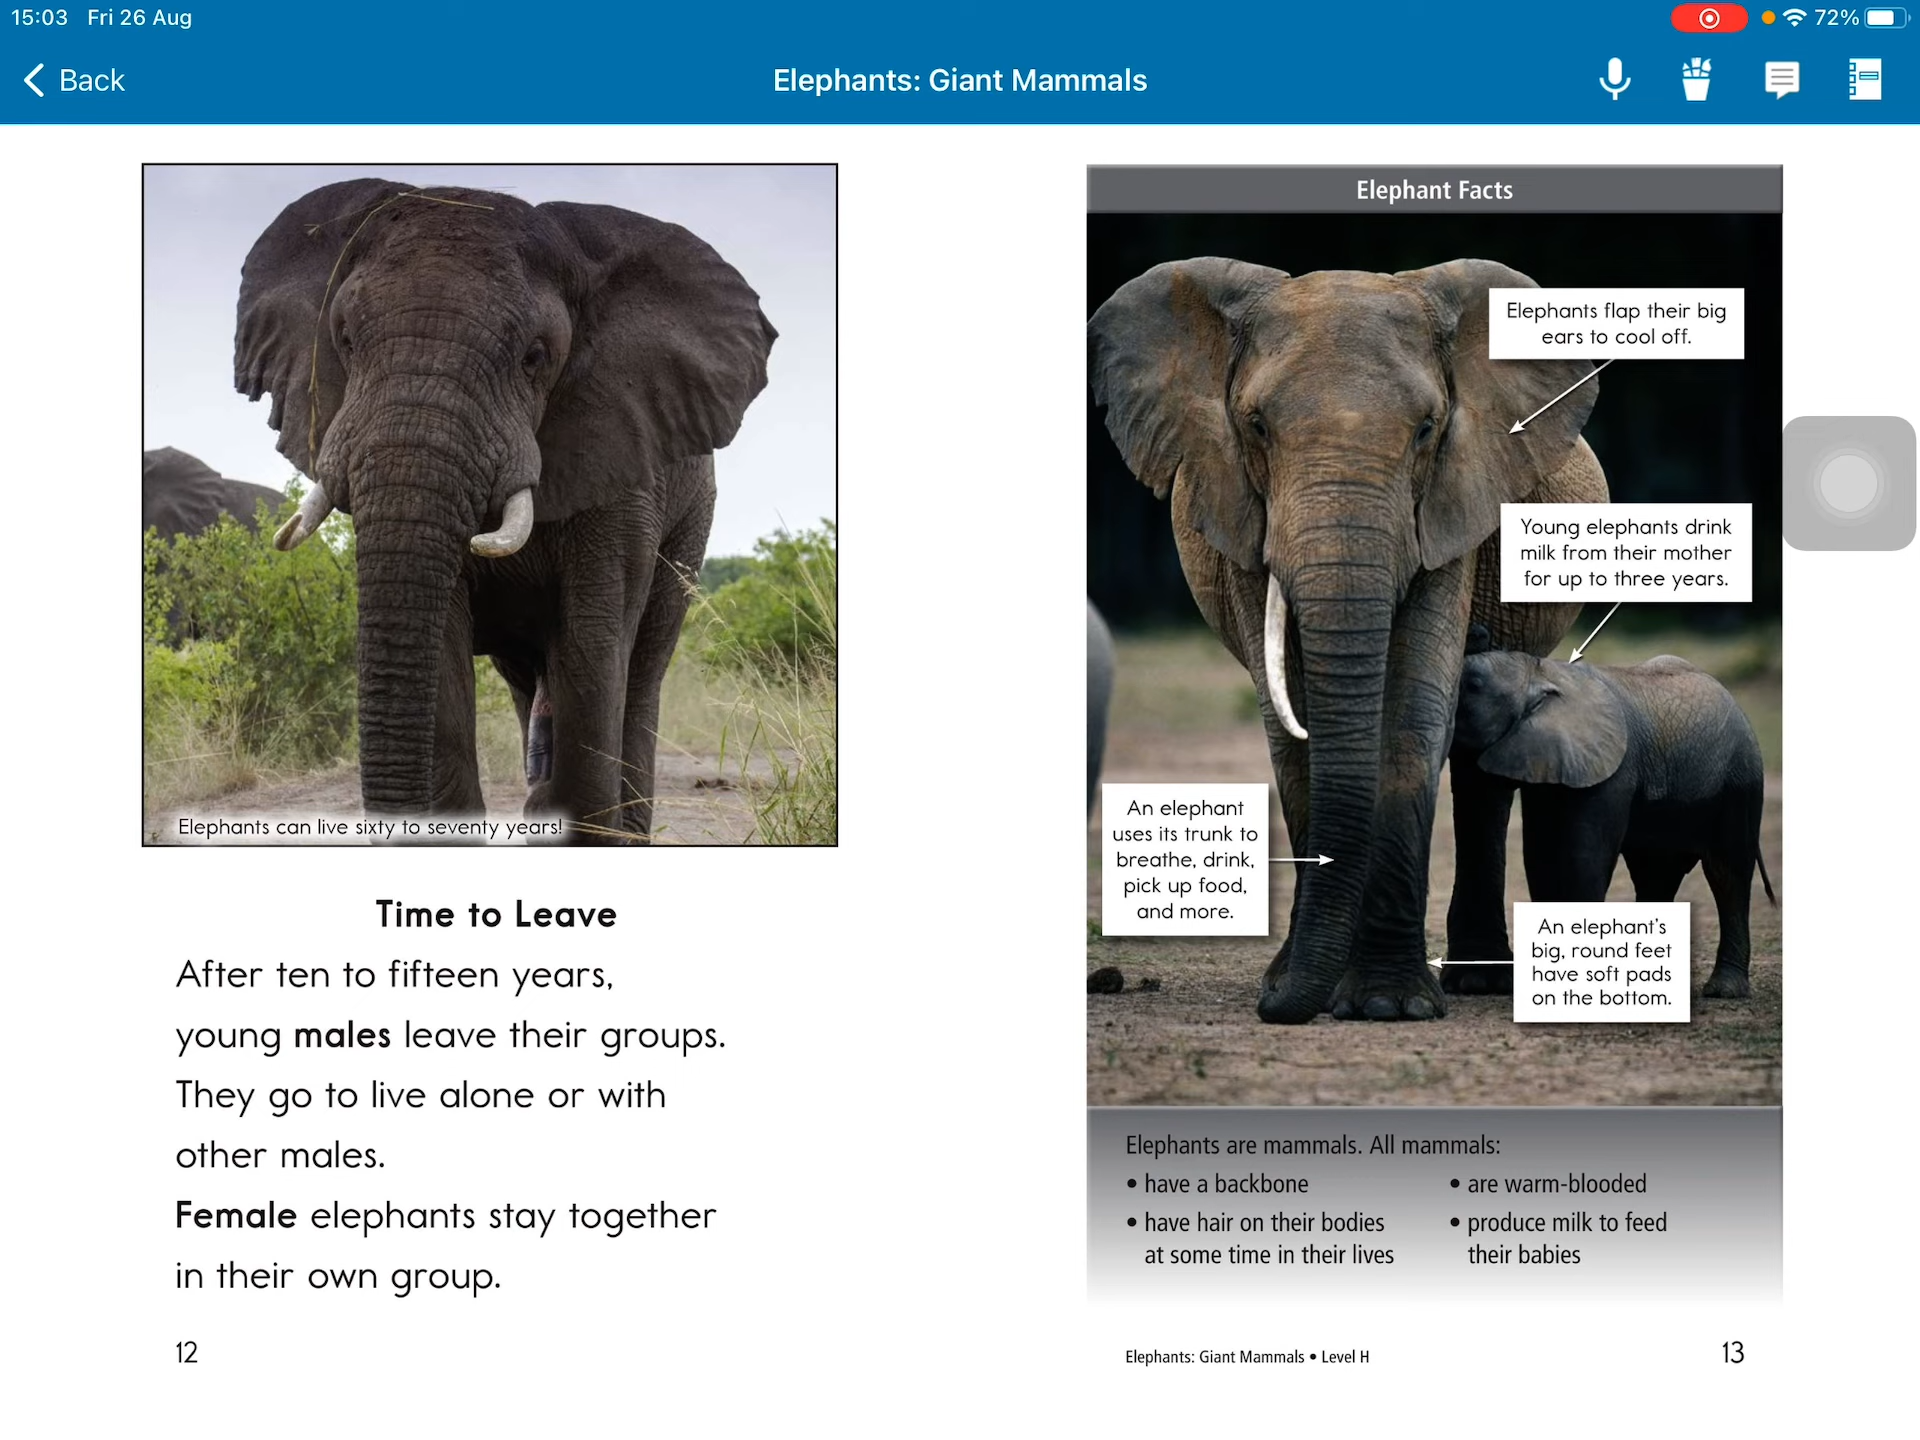 15:03 Fri 26 Aug
72%
Back
Elephants: Giant Mammals
Elephants can live sixty to seventy years!
Time to Leave
After ten to fifteen years,
young males leave their groups.
They go to live alone or with
other males.
Female elephants stay together
in their own group.
12
Elephant Facts
Elephants flap their big
ears to cool off.
Young elephants drink
milk from their mother
for up to three years.
An elephant
uses its trunk to
breathe, drink,
pick up food,
and more.
An elephant's
big, round feet
have soft pads
on the bottom.
Elephants are mammals. All mammals:
• have a backbone
• have hair on their bodies
at some time in their lives
• are warm-blooded
• produce milk to feed
their babies
Elephants: Giant Mammals • Level H
13